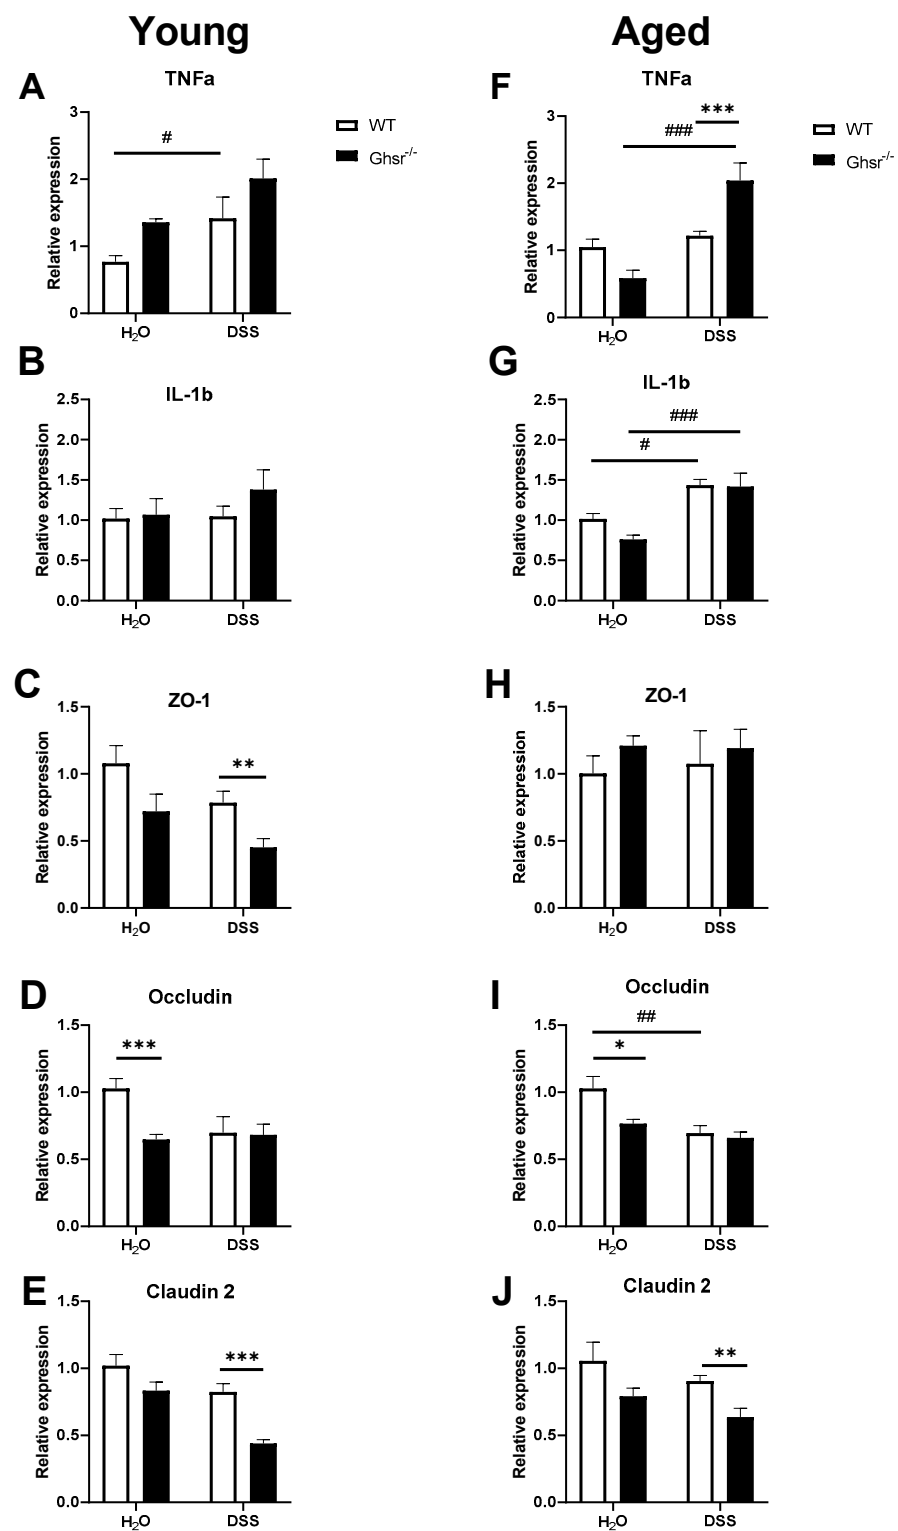 Young
Aged
A
TNFa
3
2
1
0
Relative expression
#
H2O
DSS
WT
Ghsr-/-
F
TNFa
3
2
1
0
Relative expression
***
###
H2O
DSS
WT
Ghsr-/-
B
IL-1b
2.5
2.0
1.5
1.0
0.5
0.0
Relative expression
H2O
DSS
G
IL-1b
2.5
2.0
1.5
1.0
0.5
0.0
Relative expression
###
#
H2O
DSS
C
ZO-1
1.5
1.0
0.5
0.0
Relative expression
**
H2O
DSS
H
ZO-1
1.5
1.0
0.5
0.0
Relative expression
H2O
DSS
D
Occludin
1.5
1.0
0.5
0.0
Relative expression
***
H2O
DSS
I
Occludin
1.5
1.0
0.5
0.0
Relative expression
##
*
H2O
DSS
E
Claudin 2
1.5
1.0
0.5
0.0
Relative expression
***
H2O
DSS
J
Claudin 2
1.5
1.0
0.5
0.0
Relative expression
**
H2O
DSS